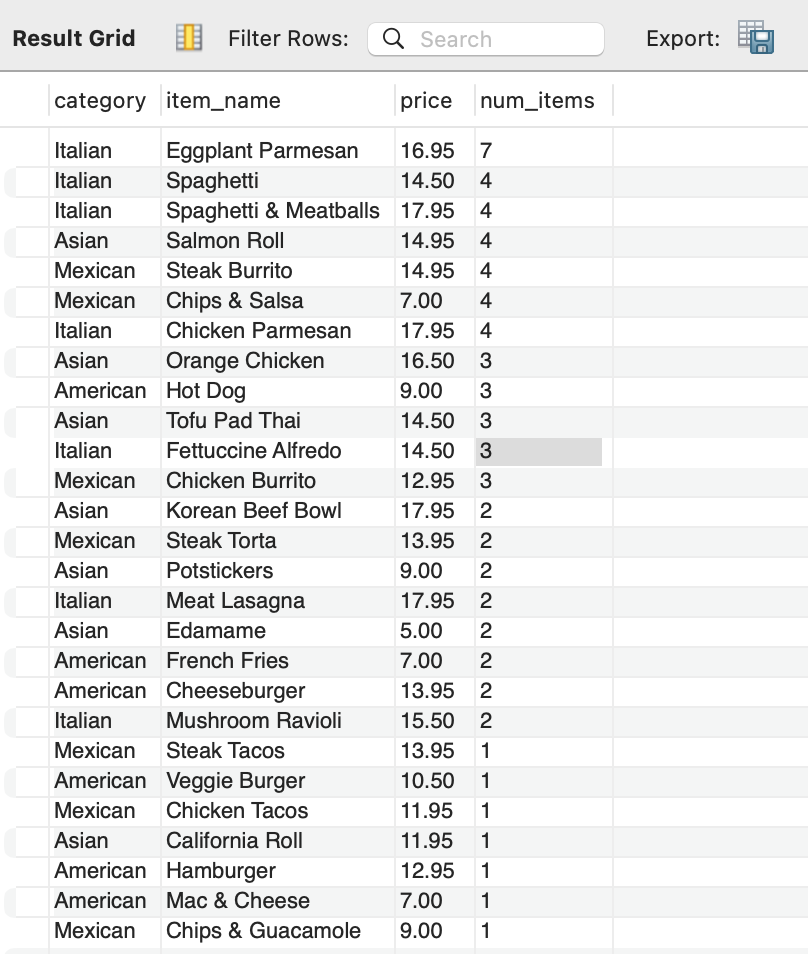 Result Grid Filter Rows: Search Export:
category item_name price num_items
Italian Eggplant Parmesan 16.95 7
Italian Spaghetti 14.50 4
Italian Spaghetti & Meatballs 17.95 4
Asian Salmon Roll 14.95 4
Mexican Steak Burrito 14.95 4
Mexican Chips & Salsa 7.00 4
Italian Chicken Parmesan 17.95 4
Asian Orange Chicken 16.50 3
American Hot Dog 9.00 3
Asian Tofu Pad Thai 14.50 3
Italian Fettuccine Alfredo 14.50 3
Mexican Chicken Burrito 12.95 3
Asian Korean Beef Bowl 17.95 2
Mexican Steak Torta 13.95 2
Asian Potstickers 9.00 2
Italian Meat Lasagna 17.95 2
Asian Edamame 5.00 2
American French Fries 7.00 2
American Cheeseburger 13.95 2
Italian Mushroom Ravioli 15.50 2
Mexican Steak Tacos 13.95 1
American Veggie Burger 10.50 1
Mexican Chicken Tacos 11.95 1
Asian California Roll 11.95 1
American Hamburger 12.95 1
American Mac & Cheese 7.00 1
Mexican Chips & Guacamole 9.00 1